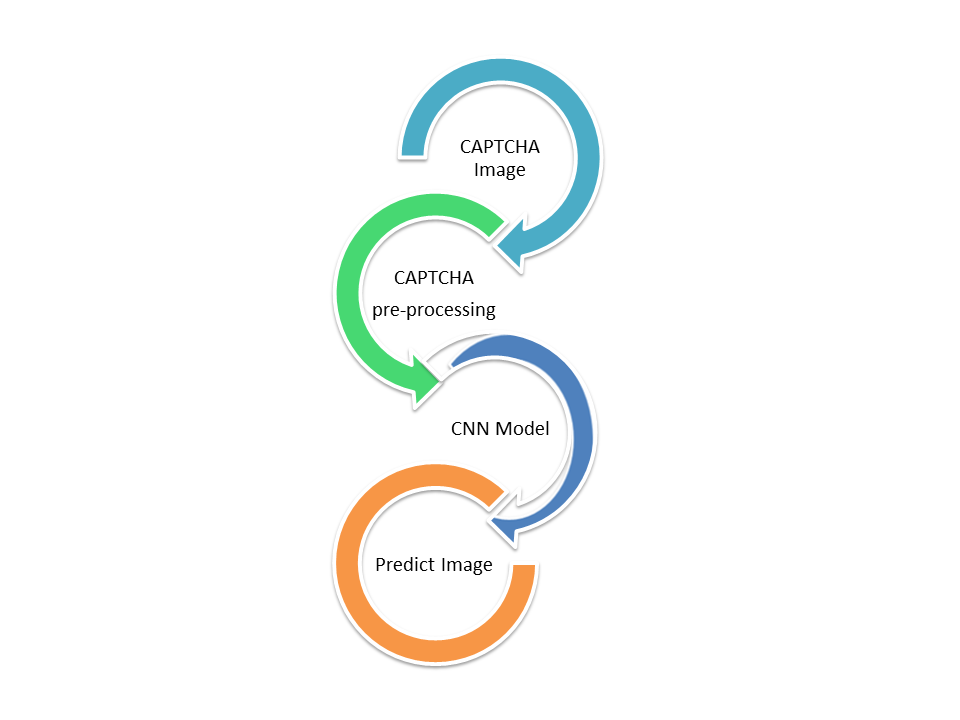 CAPTCHA
Image
CAPTCHA
pre-processing
CNN Model
Predict Image